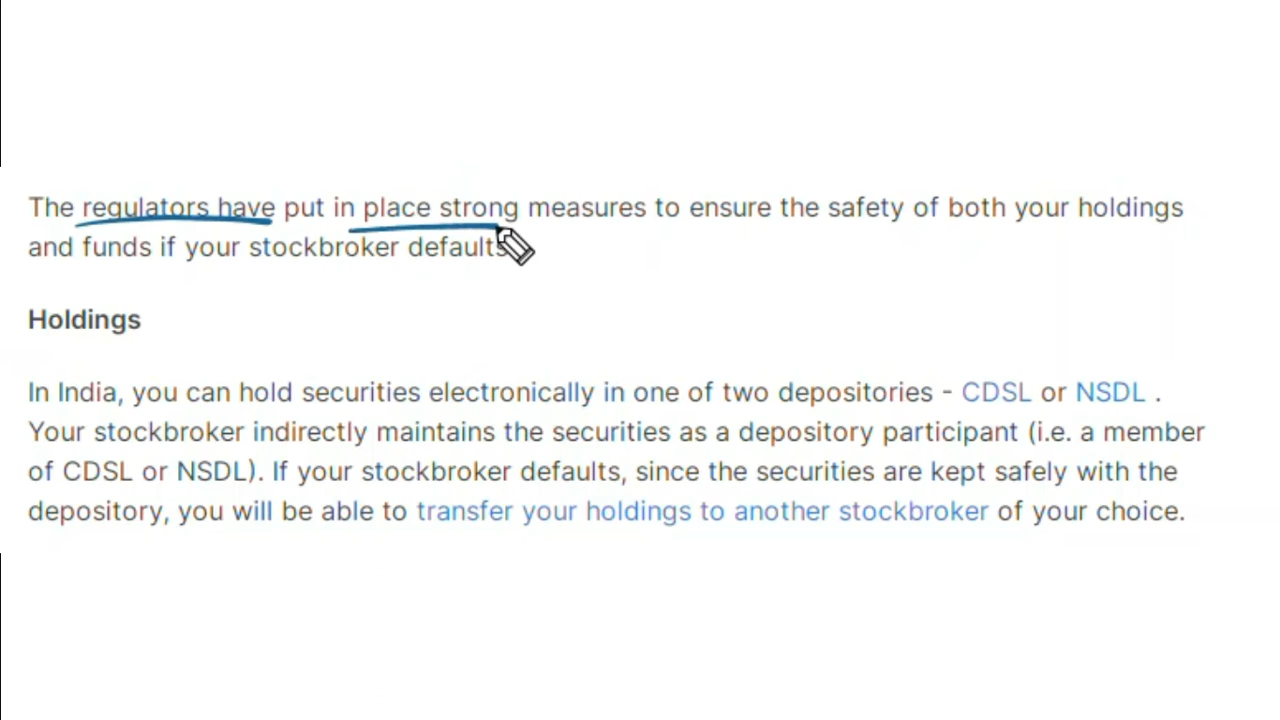 The regulators have put in place strong measures to ensure the safety of both your holdings
and funds if your stockbroker defaults
Holdings
In India, you can hold securities electronically in one of two depositories - CDSL or NSDL .
Your stockbroker indirectly maintains the securities as a depository participant (i.e. a member
of CDSL or NSDL). If your stockbroker defaults, since the securities are kept safely with the
depository, you will be able to transfer your holdings to another stockbroker of your choice.